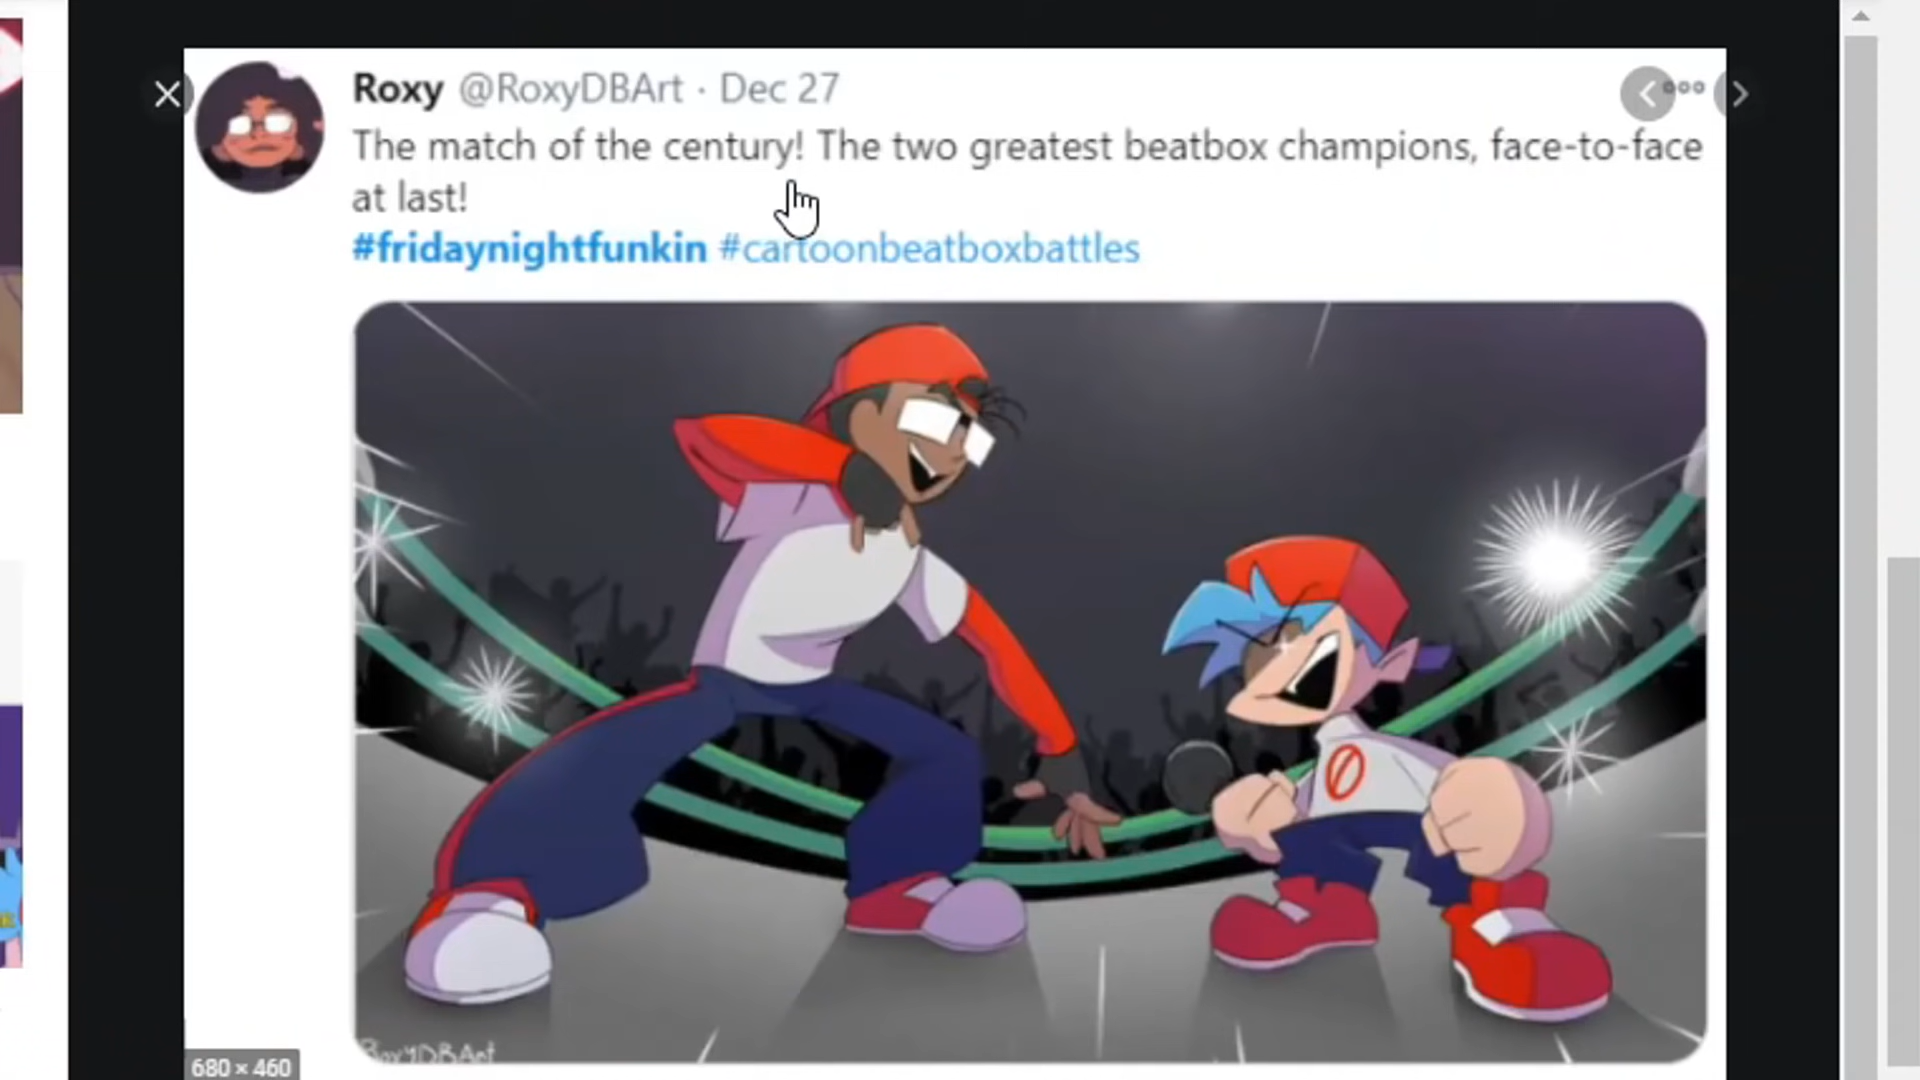 Roxy @RoxyDBArt · Dec 27
The match of the century! The two greatest beatbox champions, face-to-face
at last!
#fridaynightfunkin #cartoonbeatboxbattles
RoxYDBArt
680 × 460